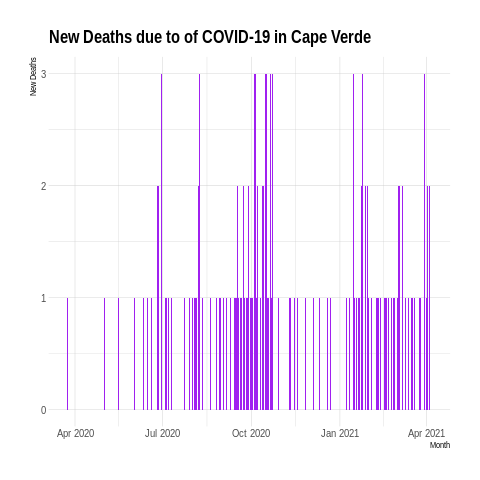 New Deaths due to of COVID-19 in Cape Verde
New Deaths
3
2
1
0
Apr 2020 Jul 2020 Oct 2020 Jan 2021 Apr 2021
Month